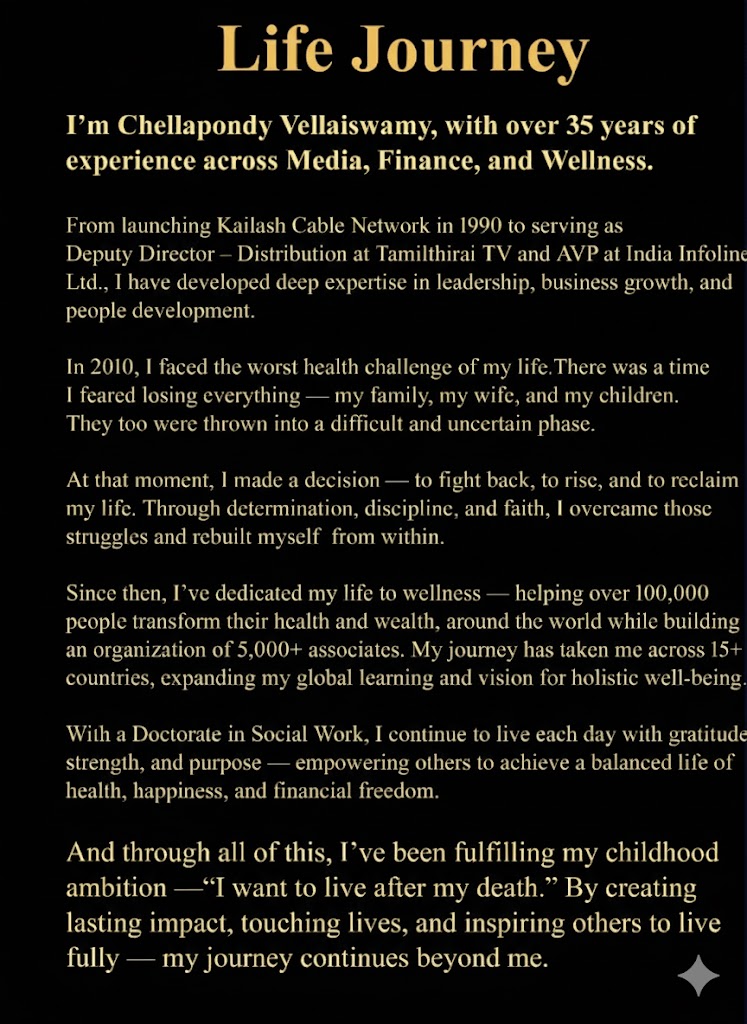 Life Journey
I’m Chellapondy Vellaiswamy, with over 35 years of
experience across Media, Finance, and Wellness.
From launching Kailash Cable Network in 1990 to serving as
Deputy Director – Distribution at Tamilthirai TV and AVP at India Infoline
Ltd., I have developed deep expertise in leadership, business growth, and
people development.
In 2010, I faced the worst health challenge of my life.There was a time
I feared losing everything — my family, my wife, and my children.
They too were thrown into a difficult and uncertain phase.
At that moment, I made a decision — to fight back, to rise, and to reclaim
my life. Through determination, discipline, and faith, I overcame those
struggles and rebuilt myself  from within.
Since then, I’ve dedicated my life to wellness — helping over 100,000
people transform their health and wealth, around the world while building
an organization of 5,000+ associates. My journey has taken me across 15+
countries, expanding my global learning and vision for holistic well-being.
With a Doctorate in Social Work, I continue to live each day with gratitude
strength, and purpose — empowering others to achieve a balanced life of
health, happiness, and financial freedom.
And through all of this, I’ve been fulfilling my childhood
ambition —“I want to live after my death.” By creating
lasting impact, touching lives, and inspiring others to live
fully — my journey continues beyond me.